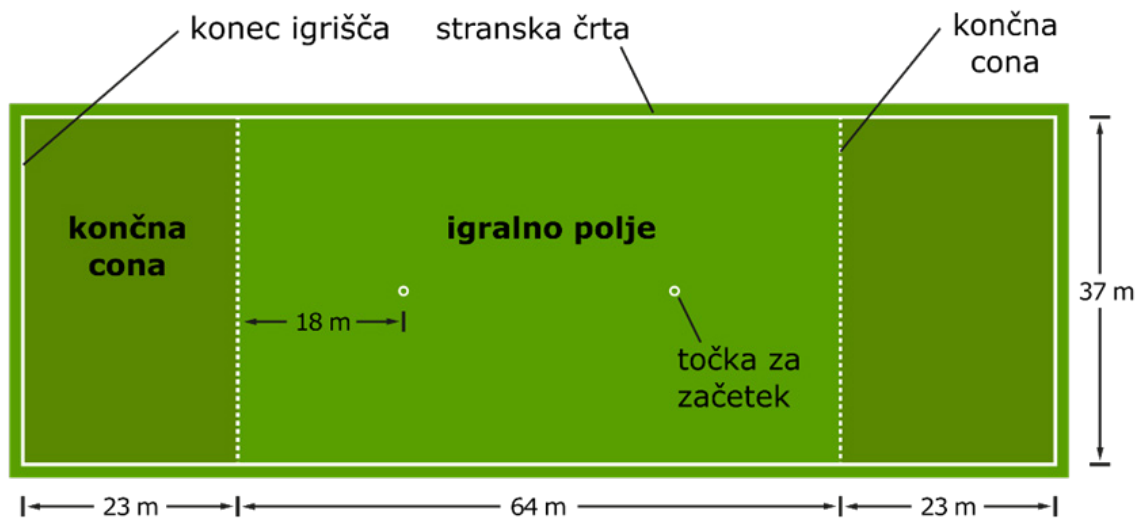 konec igrišča
stranska črta
končna
cona
končna
cona
igralno polje
18 m
37 m
točka za
začetek
23 m
64 m
23 m